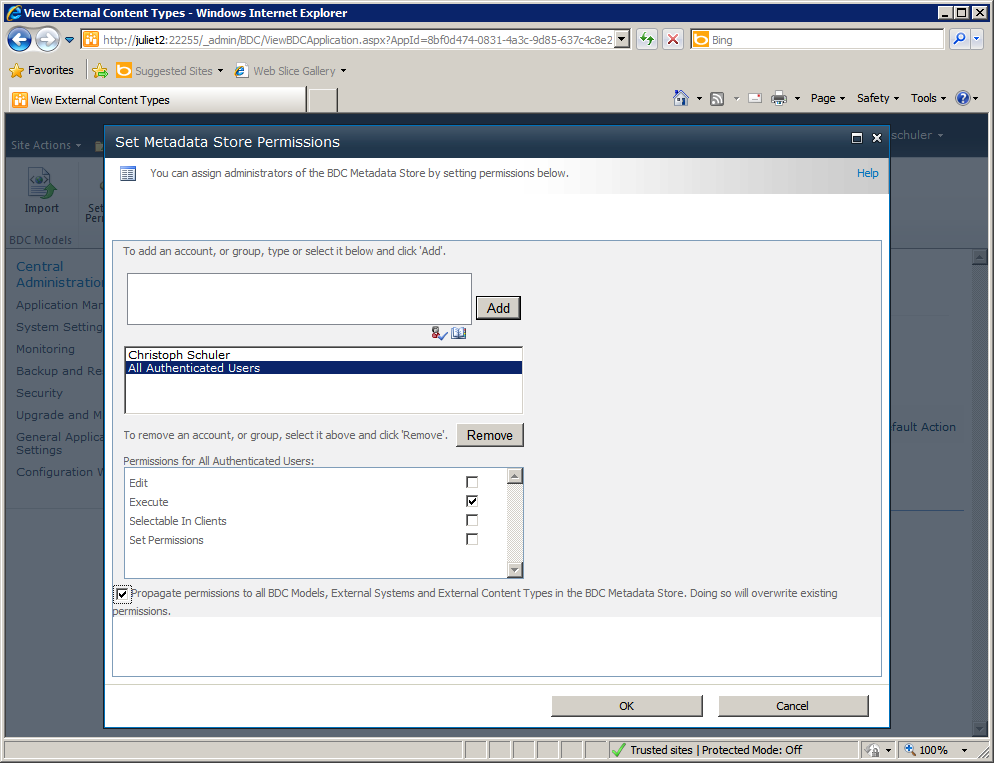 View External Content Types - Windows Internet Explorer
http://juliet2:22255/_admin/BDC/ViewBDCApplication.aspx?AppId=8bf0d474-0831-4a3c-9d85-637c4c8e2
Bing
Favorites
Suggested Sites
Web Slice Gallery
View External Content Types
Page
Safety
Tools
Site Actions
schuler
Set Metadata Store Permissions
You can assign administrators of the BDC Metadata Store by setting permissions below.
Help
Import
Set
Per
BDC Models
Central
Administratio
Application Man
System Setting
Monitoring
Backup and Re
Security
Upgrade and M
General Applica
Settings
Configuration W
fault Action
To add an account, or group, type or select it below and click 'Add'.
Add
Christoph Schuler
All Authenticated Users
To remove an account, or group, select it above and click 'Remove'.
Remove
Permissions for All Authenticated Users:
Edit
Execute
Selectable In Clients
Set Permissions
Propagate permissions to all BDC Models, External Systems and External Content Types in the BDC Metadata Store. Doing so will overwrite existing
permissions.
OK
Cancel
Trusted sites | Protected Mode: Off
100%